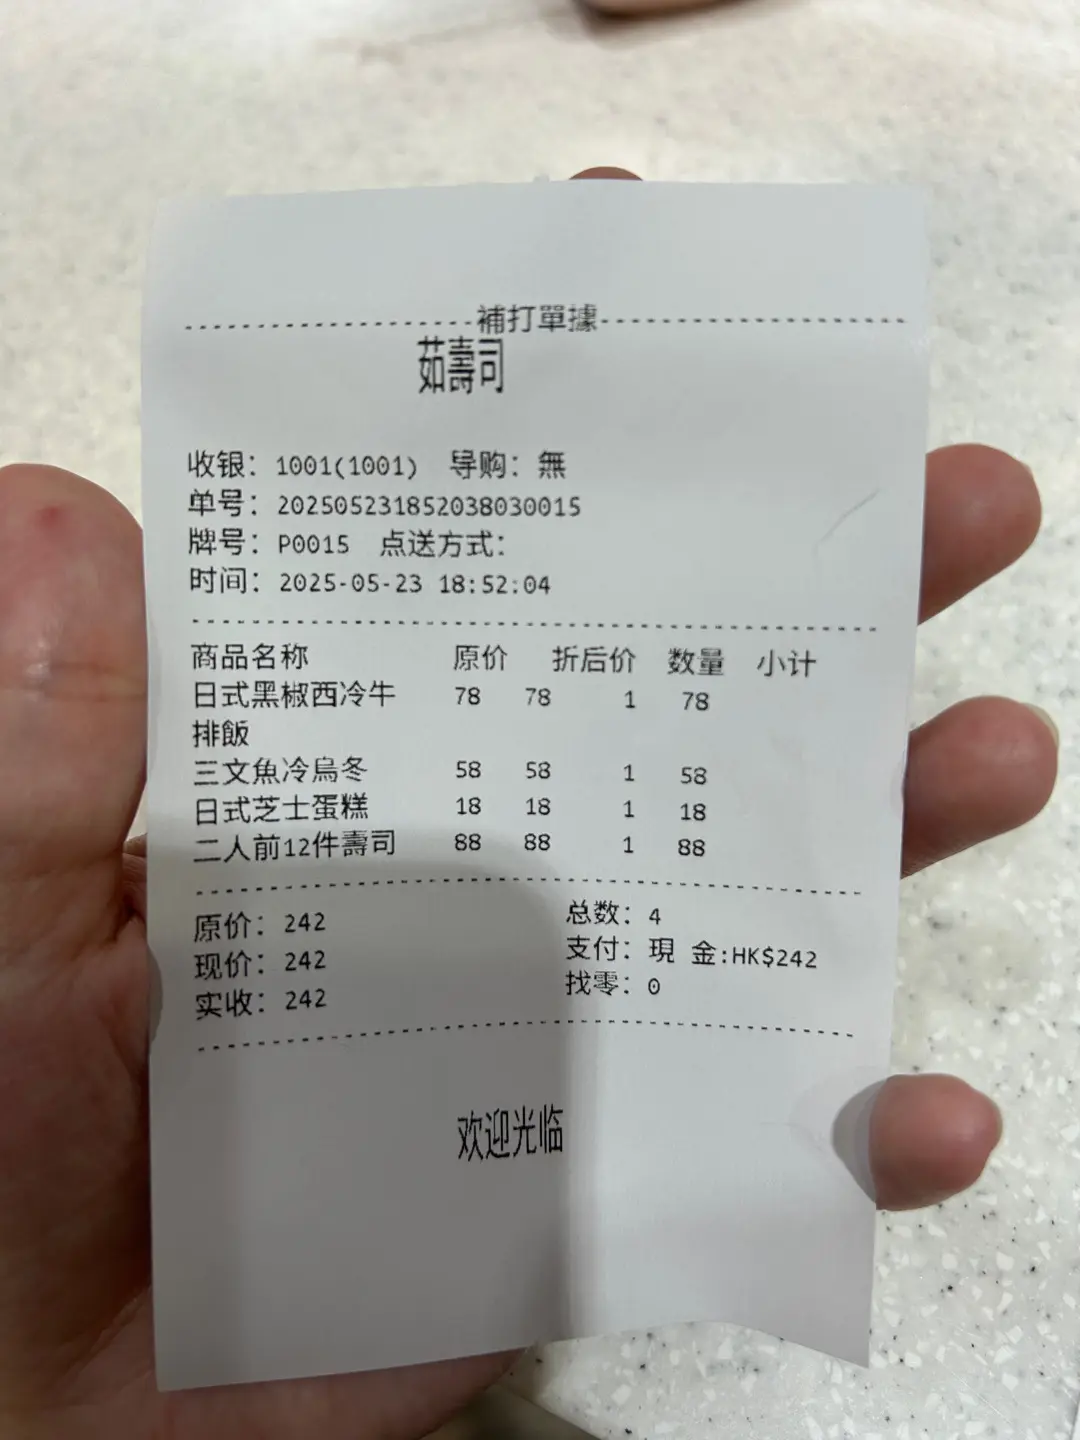 --------------------補打單據---------------------
茹壽司
收银: 1001(1001) 导购: 無
单号: 202505231852038030015
牌号: P0015 点送方式:
时间: 2025-05-23 18:52:04
商品名称 原价 折后价 数量 小计
日式黑椒西冷牛 78 78 1 78
排飯
三文魚冷烏冬 58 58 1 58
日式芝士蛋糕 18 18 1 18
二人前12件壽司 88 88 1 88
原价: 242 总数: 4
现价: 242 支付: 現 金:HK$242
实收: 242 找零: 0
欢迎光临